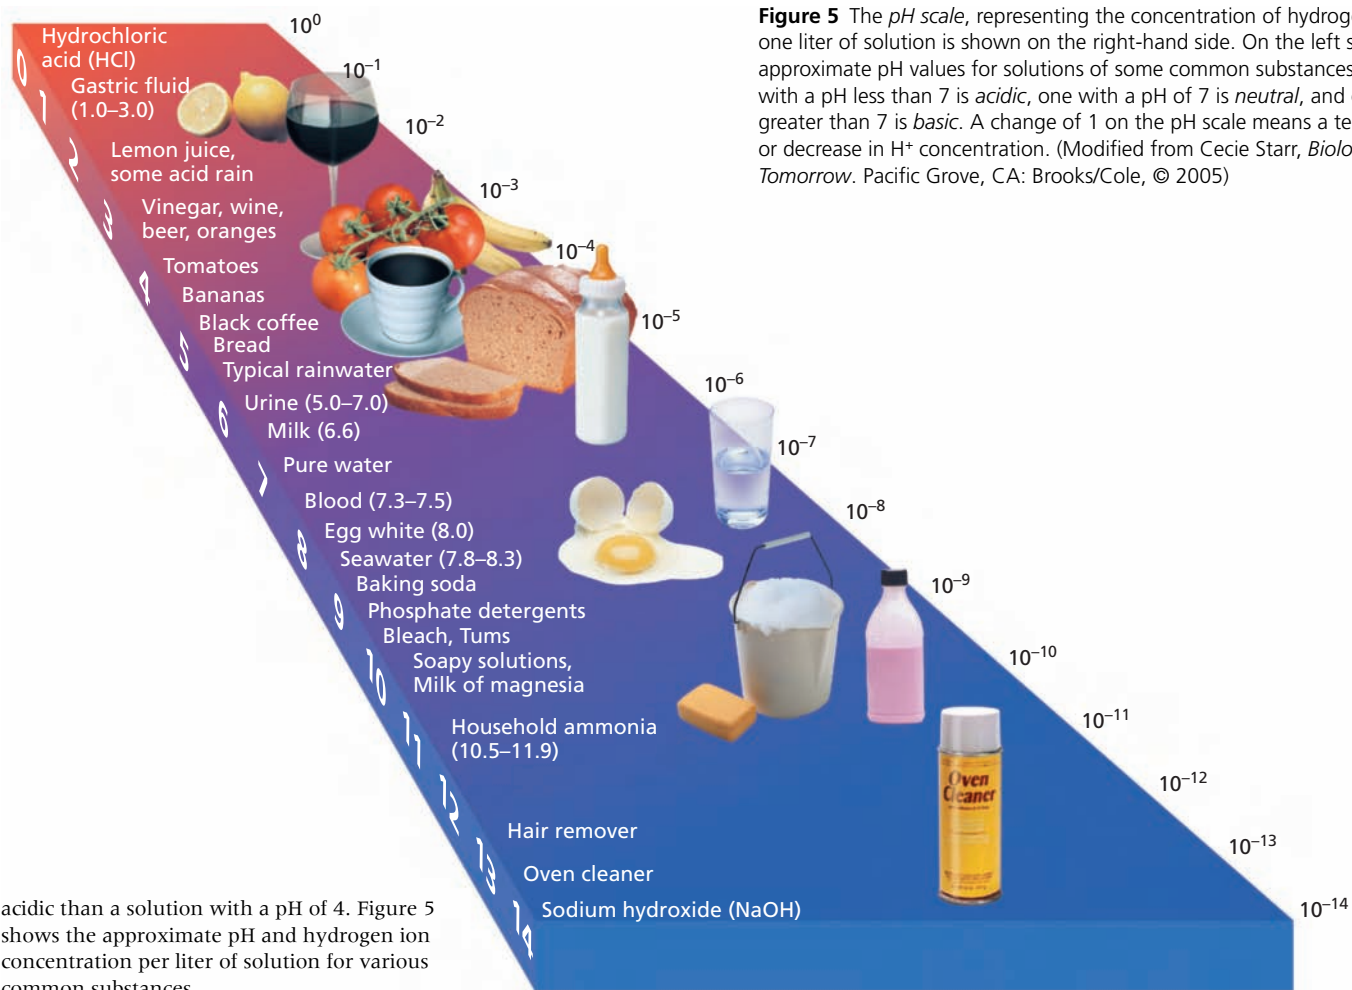 Figure 5 The pH scale, representing the concentration of hydroge
one liter of solution is shown on the right-hand side. On the left s
approximate pH values for solutions of some common substances
with a pH less than 7 is acidic, one with a pH of 7 is neutral, and
greater than 7 is basic. A change of 1 on the pH scale means a te
or decrease in H⁺ concentration. (Modified from Cecie Starr, Biolo
Tomorrow. Pacific Grove, CA: Brooks/Cole, © 2005)
0
Hydrochloric
acid (HCl)
1
Gastric fluid
(1.0–3.0)
2
Lemon juice,
some acid rain
3
Vinegar, wine,
beer, oranges
Tomatoes
4
Bananas
Black coffee
5
Bread
Typical rainwater
Urine (5.0–7.0)
6
Milk (6.6)
7
Pure water
Blood (7.3–7.5)
Egg white (8.0)
8
Seawater (7.8–8.3)
Baking soda
9
Phosphate detergents
Bleach, Tums
10
Soapy solutions,
Milk of magnesia
11
Household ammonia
(10.5–11.9)
12
Hair remover
13
Oven cleaner
14
Sodium hydroxide (NaOH)
10⁰
10⁻¹
10⁻²
10⁻³
10⁻⁴
10⁻⁵
10⁻⁶
10⁻⁷
10⁻⁸
10⁻⁹
10⁻¹⁰
10⁻¹¹
10⁻¹²
10⁻¹³
10⁻¹⁴
Oven
Cleaner
acidic than a solution with a pH of 4. Figure 5
shows the approximate pH and hydrogen ion
concentration per liter of solution for various
common substances